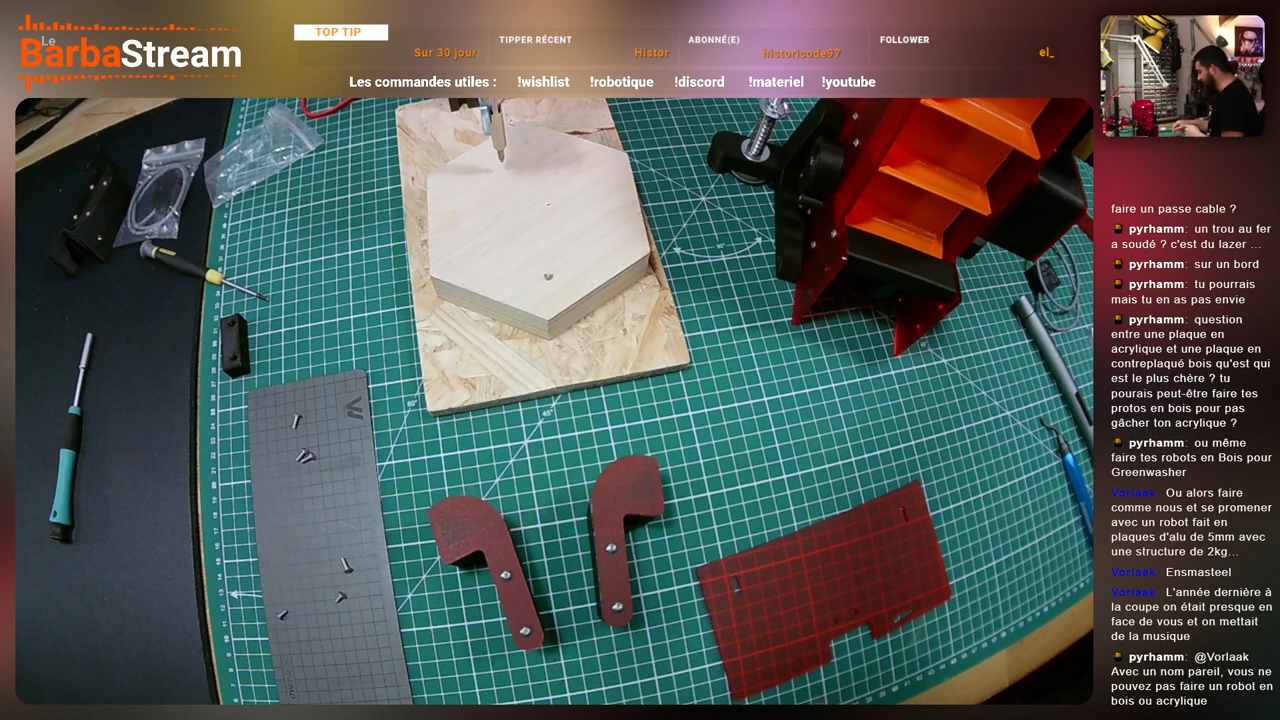 Le
BarbaStream
TOP TIP
Sur 30 jour
TIPPER RÉCENT
Histor
ABONNÉ(E)
historicode97
FOLLOWER
el_
Les commandes utiles : !wishlist !robotique !discord !materiel !youtube
faire un passe cable ?
pyrhamm: un trou au fer
a soudé ? c'est du lazer ...
pyrhamm: sur un bord
pyrhamm: tu pourrais
mais tu en as pas envie
pyrhamm: question
entre une plaque en
acrylique et une plaque en
contreplaqué bois qu'est qui
est le plus chère ? tu
pourais peut-être faire tes
protos en bois pour pas
gâcher ton acrylique ?
pyrhamm: ou même
faire tes robots en Bois pour
Greenwasher
Vorlaak Ou alors faire
comme nous et se promener
avec un robot fait en
plaques d'alu de 5mm avec
une structure de 2kg...
Vorlaak Ensmasteel
Vorlaak L'année dernière à
la coupe on était presque en
face de vous et on mettait
de la musique
pyrhamm: @Vorlaak
Avec un nom pareil, vous ne
pouvez pas faire un robot en
bois ou acrylique
60°
45°